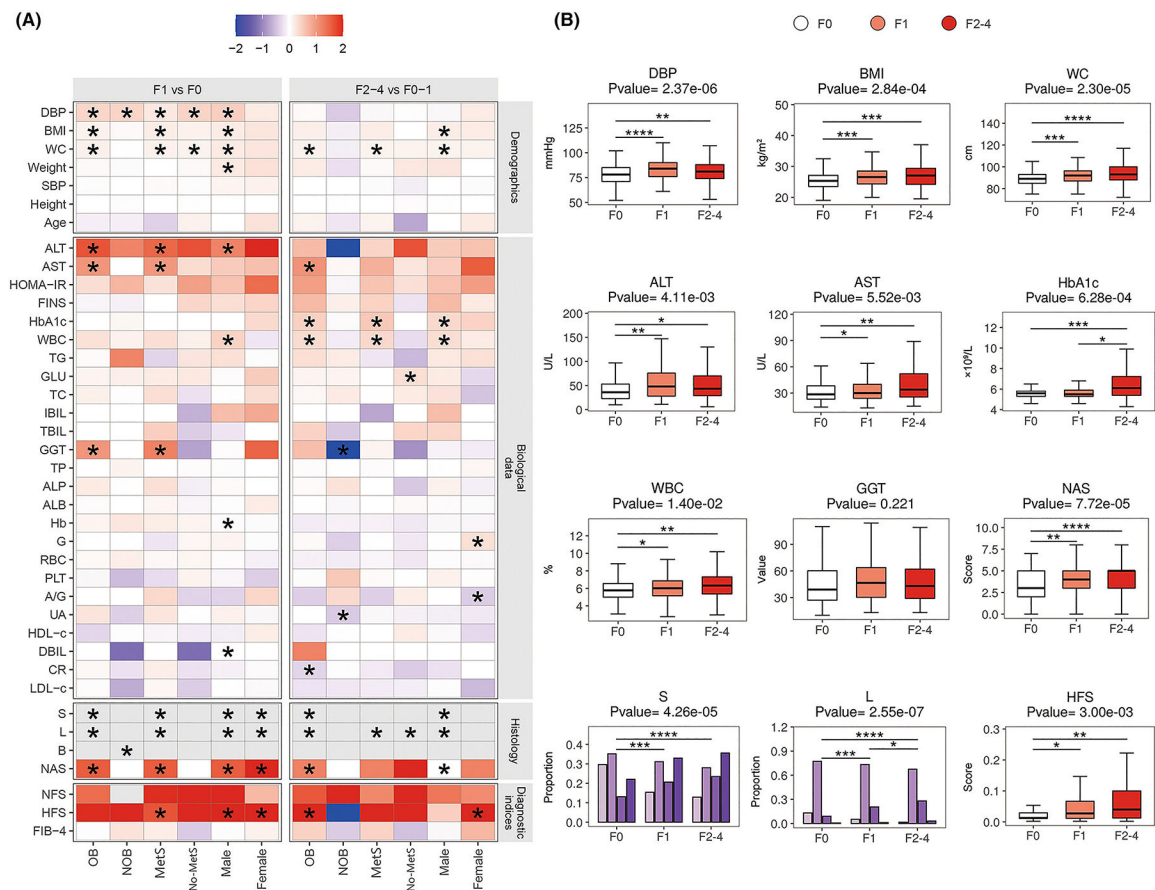 (A)
−2 −1 0 1 2
F1 vs F0
F2-4 vs F0-1
DBP
BMI
WC
Weight
SBP
Height
Age
Demographics
ALT
AST
HOMA-IR
FINS
HbA1c
WBC
TG
GLU
TC
IBIL
TBIL
GGT
TP
ALP
ALB
Hb
G
RBC
PLT
A/G
UA
HDL-c
DBIL
CR
LDL-c
Biological
data
S
L
B
NAS
Histology
NFS
HFS
FIB-4
Diagnostic
indices
OB NOB MetS No-MetS Male Female
OB NOB MetS No-MetS Male Female
(B)
F0 F1 F2-4
DBP
Pvalue= 2.37e-06
mmHg
**
****
125
100
75
50
F0 F1 F2-4
BMI
Pvalue= 2.84e-04
kg/m²
***
***
50
40
30
20
F0 F1 F2-4
WC
Pvalue= 2.30e-05
cm
****
***
140
120
100
80
F0 F1 F2-4
ALT
Pvalue= 4.11e-03
U/L
*
**
200
150
100
50
0
F0 F1 F2-4
AST
Pvalue= 5.52e-03
U/L
**
*
120
90
60
30
F0 F1 F2-4
HbA1c
Pvalue= 6.28e-04
×10⁹/L
***
*
12
10
8
6
4
F0 F1 F2-4
WBC
Pvalue= 1.40e-02
%
**
*
12
10
8
6
4
F0 F1 F2-4
GGT
Pvalue= 0.221
Value
120
90
60
30
F0 F1 F2-4
NAS
Pvalue= 7.72e-05
Score
****
**
10.0
7.5
5.0
2.5
0.0
F0 F1 F2-4
S
Pvalue= 4.26e-05
Proportion
****
***
0.4
0.3
0.2
0.1
0.0
F0 F1 F2-4
L
Pvalue= 2.55e-07
Proportion
****
***
*
1.2
0.9
0.6
0.3
0.0
F0 F1 F2-4
HFS
Pvalue= 3.00e-03
Score
**
*
0.3
0.2
0.1
0.0
F0 F1 F2-4